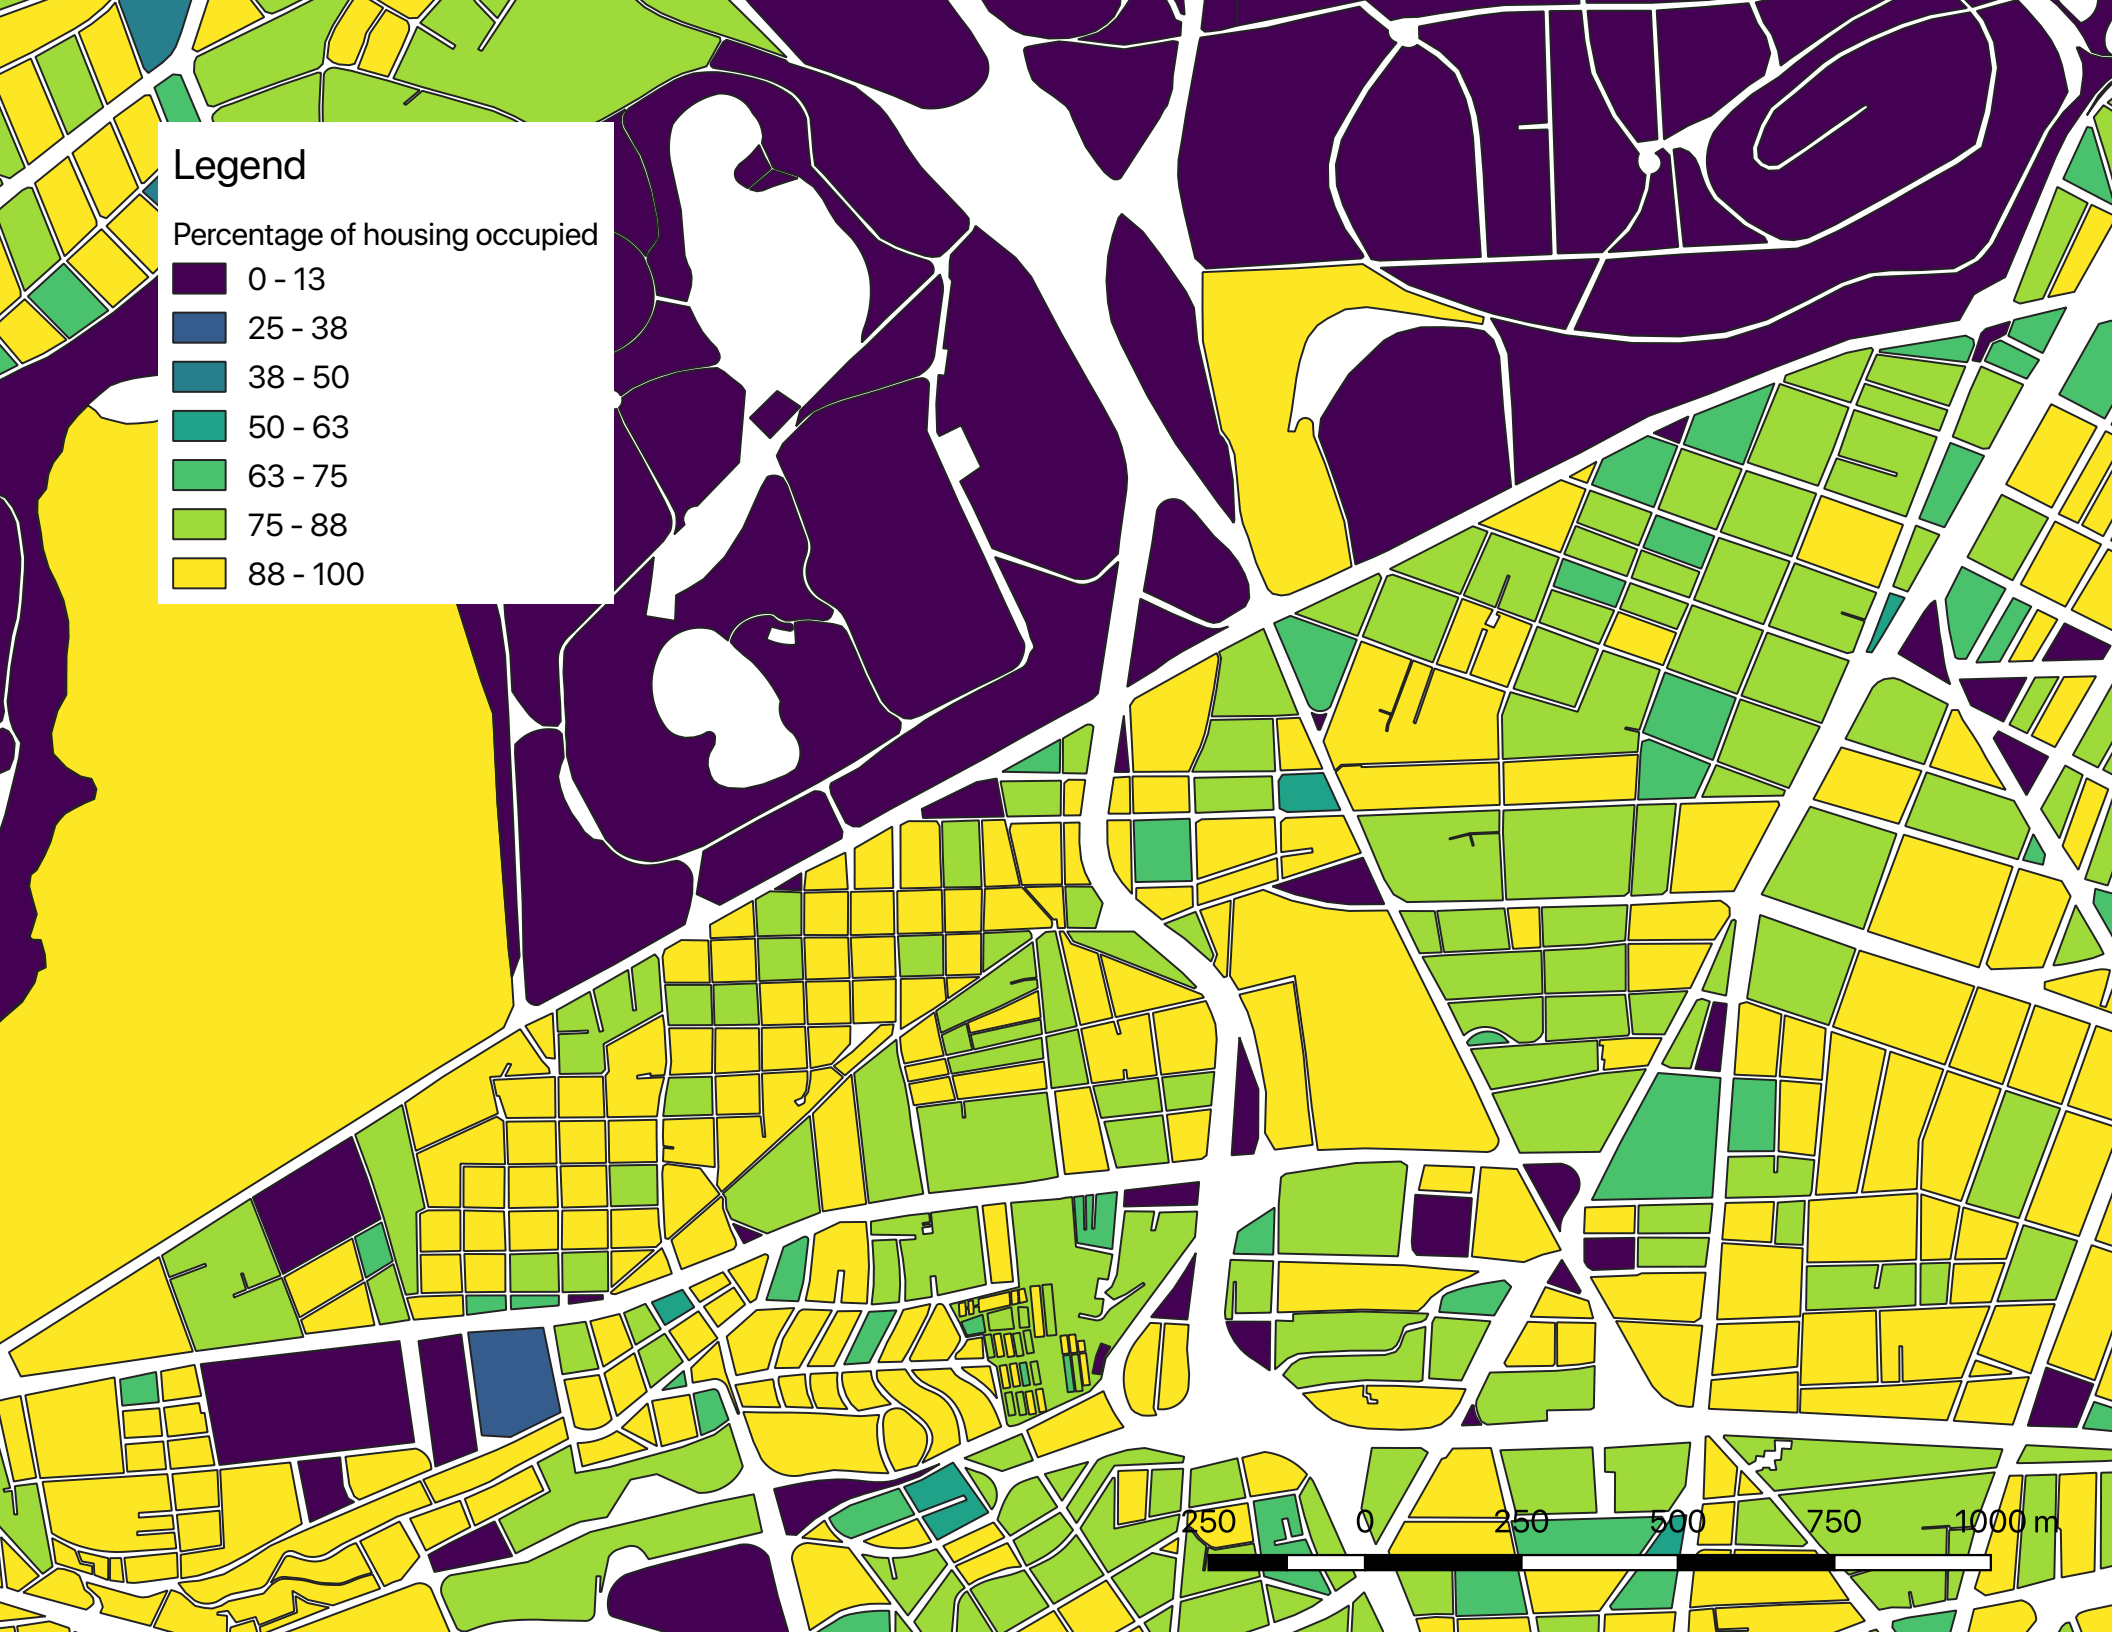 Legend
Percentage of housing occupied
0 - 13
25 - 38
38 - 50
50 - 63
63 - 75
75 - 88
88 - 100
250 0 250 500 750 1000 m